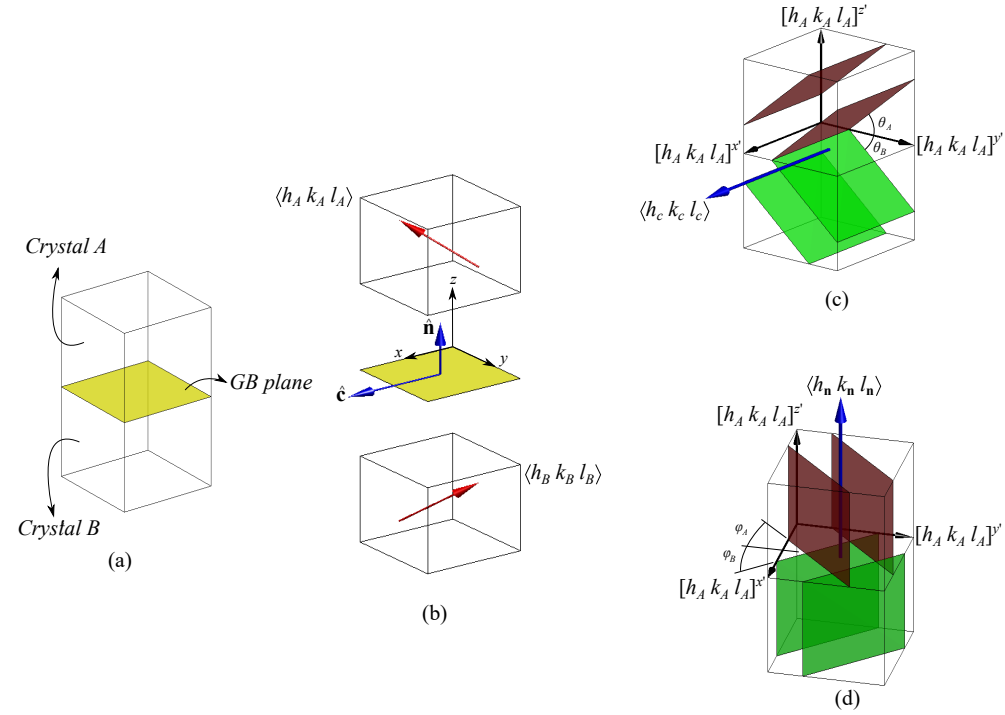 Crystal A
GB plane
Crystal B
(a)
⟨h_A k_A l_A⟩
z
n̂
x
y
ĉ
⟨h_B k_B l_B⟩
(b)
[h_A k_A l_A]^z'
θ_A
θ_B
[h_A k_A l_A]^x'
[h_A k_A l_A]^y'
⟨h_c k_c l_c⟩
(c)
⟨h_n k_n l_n⟩
[h_A k_A l_A]^z'
φ_A
φ_B
[h_A k_A l_A]^y'
[h_A k_A l_A]^x'
(d)